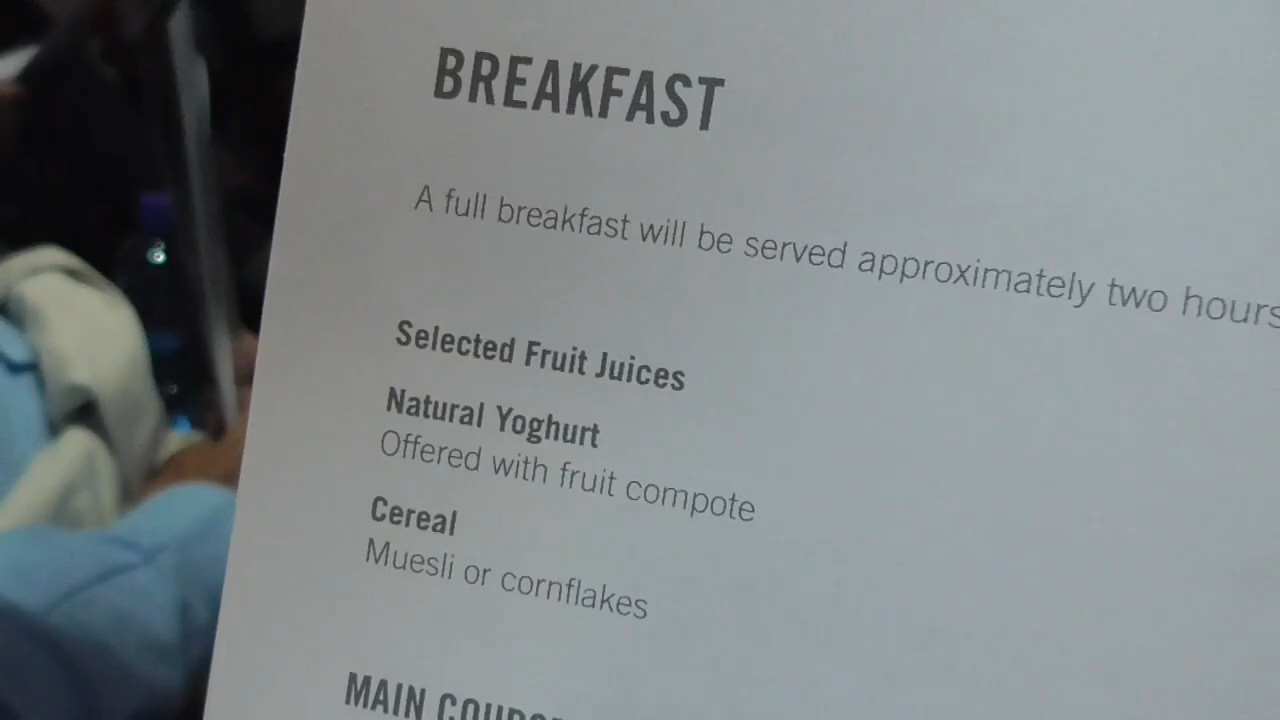 BREAKFAST
A full breakfast will be served approximately two hours
Selected Fruit Juices
Natural Yoghurt
Offered with fruit compote
Cereal
Muesli or cornflakes
MAIN